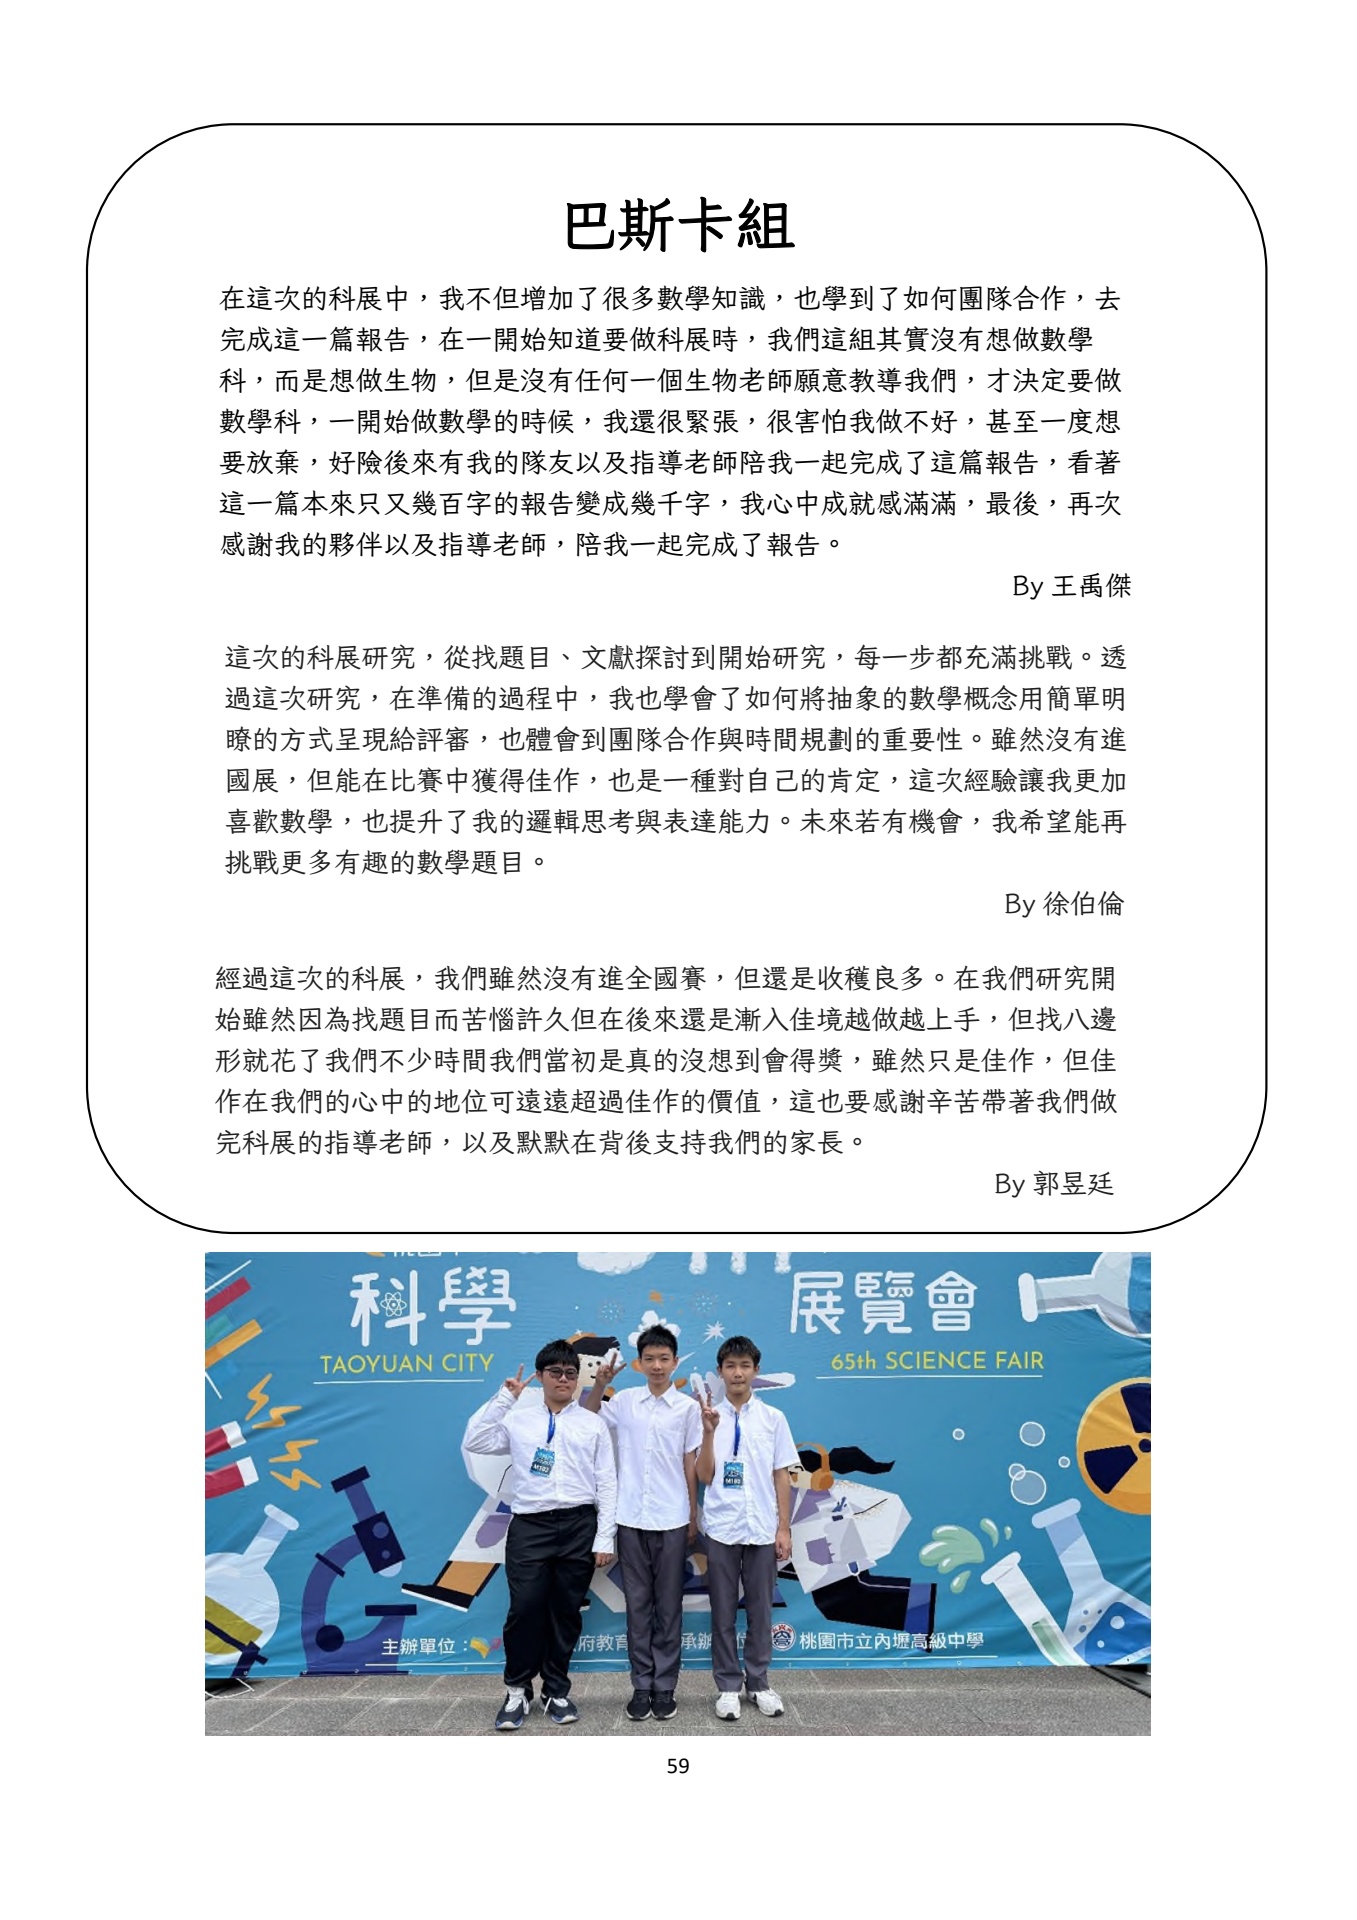 巴斯卡組
在這次的科展中，我不但增加了很多數學知識，也學到了如何團隊合作，去
完成這一篇報告，在一開始知道要做科展時，我們這組其實沒有想做數學
科，而是想做生物，但是沒有任何一個生物老師願意教導我們，才決定要做
數學科，一開始做數學的時候，我還很緊張，很害怕我做不好，甚至一度想
要放棄，好險後來有我的隊友以及指導老師陪我一起完成了這篇報告，看著
這一篇本來只又幾百字的報告變成幾千字，我心中成就感滿滿，最後，再次
感謝我的夥伴以及指導老師，陪我一起完成了報告。
By 王禹傑
這次的科展研究，從找題目、文獻探討到開始研究，每一步都充滿挑戰。透
過這次研究，在準備的過程中，我也學會了如何將抽象的數學概念用簡單明
瞭的方式呈現給評審，也體會到團隊合作與時間規劃的重要性。雖然沒有進
國展，但能在比賽中獲得佳作，也是一種對自己的肯定，這次經驗讓我更加
喜歡數學，也提升了我的邏輯思考與表達能力。未來若有機會，我希望能再
挑戰更多有趣的數學題目。
By 徐伯倫
經過這次的科展，我們雖然沒有進全國賽，但還是收穫良多。在我們研究開
始雖然因為找題目而苦惱許久但在後來還是漸入佳境越做越上手，但找八邊
形就花了我們不少時間我們當初是真的沒想到會得獎，雖然只是佳作，但佳
作在我們的心中的地位可遠遠超過佳作的價值，這也要感謝辛苦帶著我們做
完科展的指導老師，以及默默在背後支持我們的家長。
By 郭昱廷
科學 展覽會
TAOYUAN CITY 65th SCIENCE FAIR
主辦單位： 府教育 承辦 位 桃園市立內壢高級中學
59